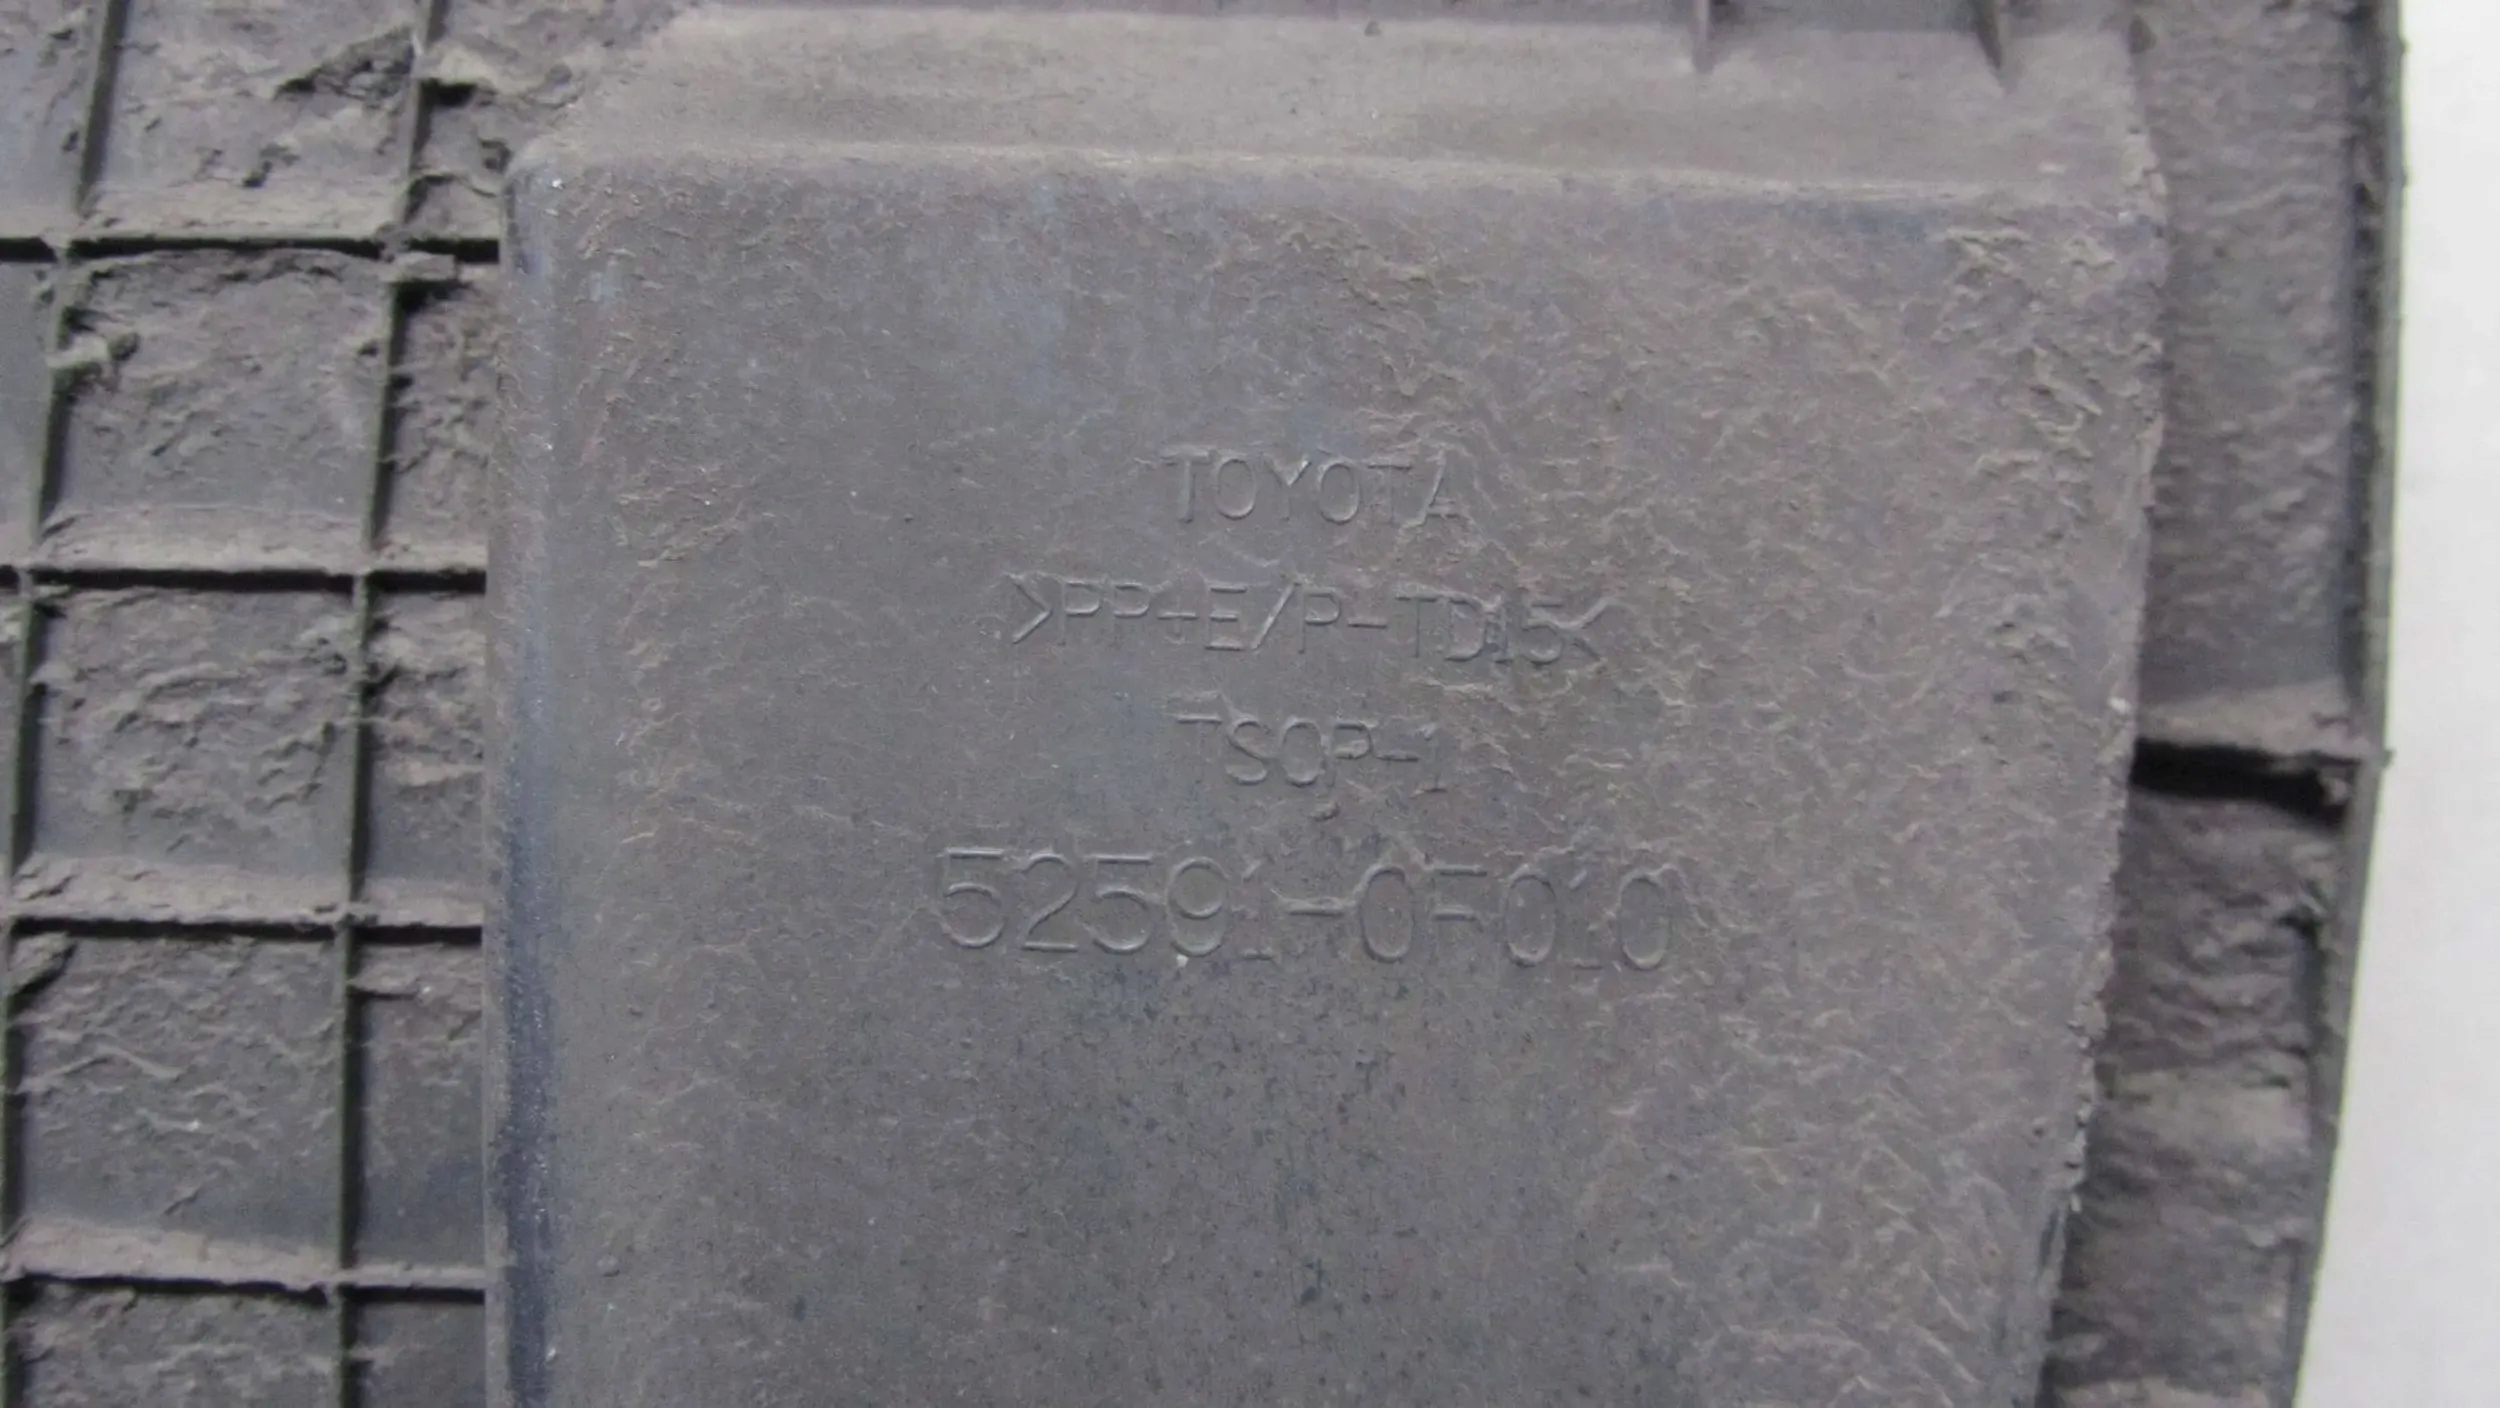 TOYOTA
>PP+E/P-TD15<
TSOP-1
52591-0F010